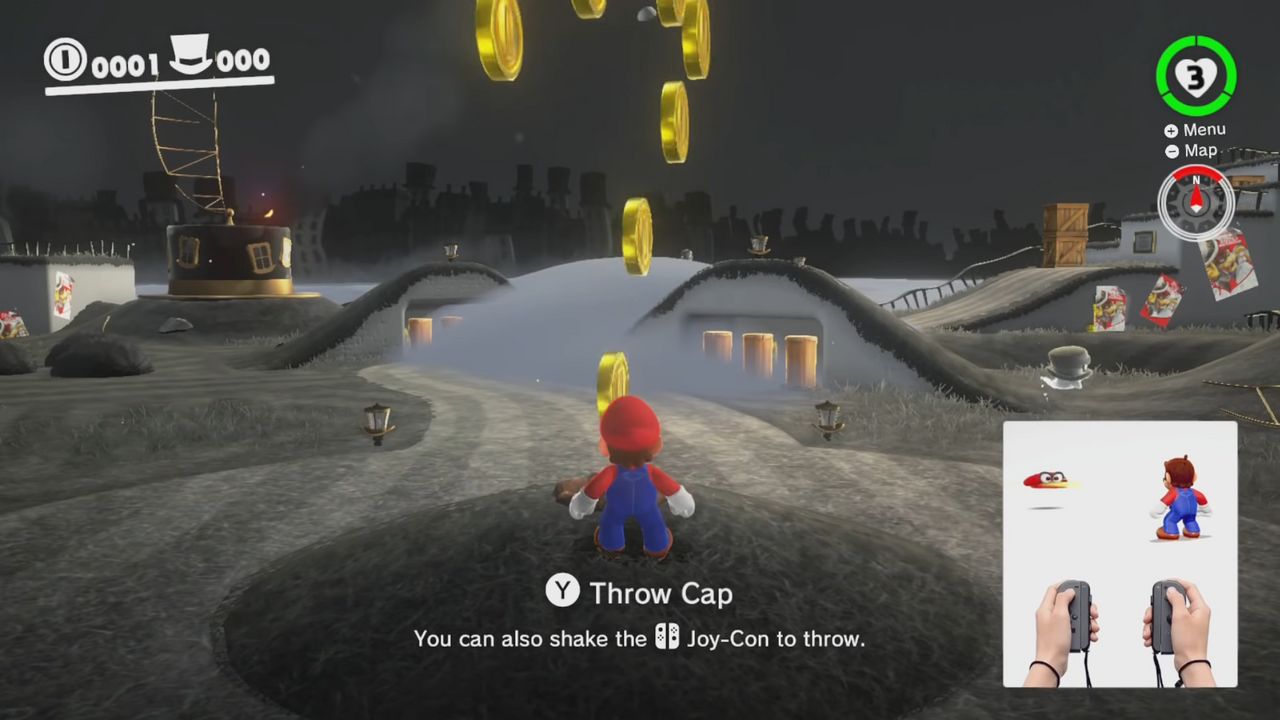 0001 000
3
+ Menu
- Map
N
Y Throw Cap
You can also shake the Joy-Con to throw.